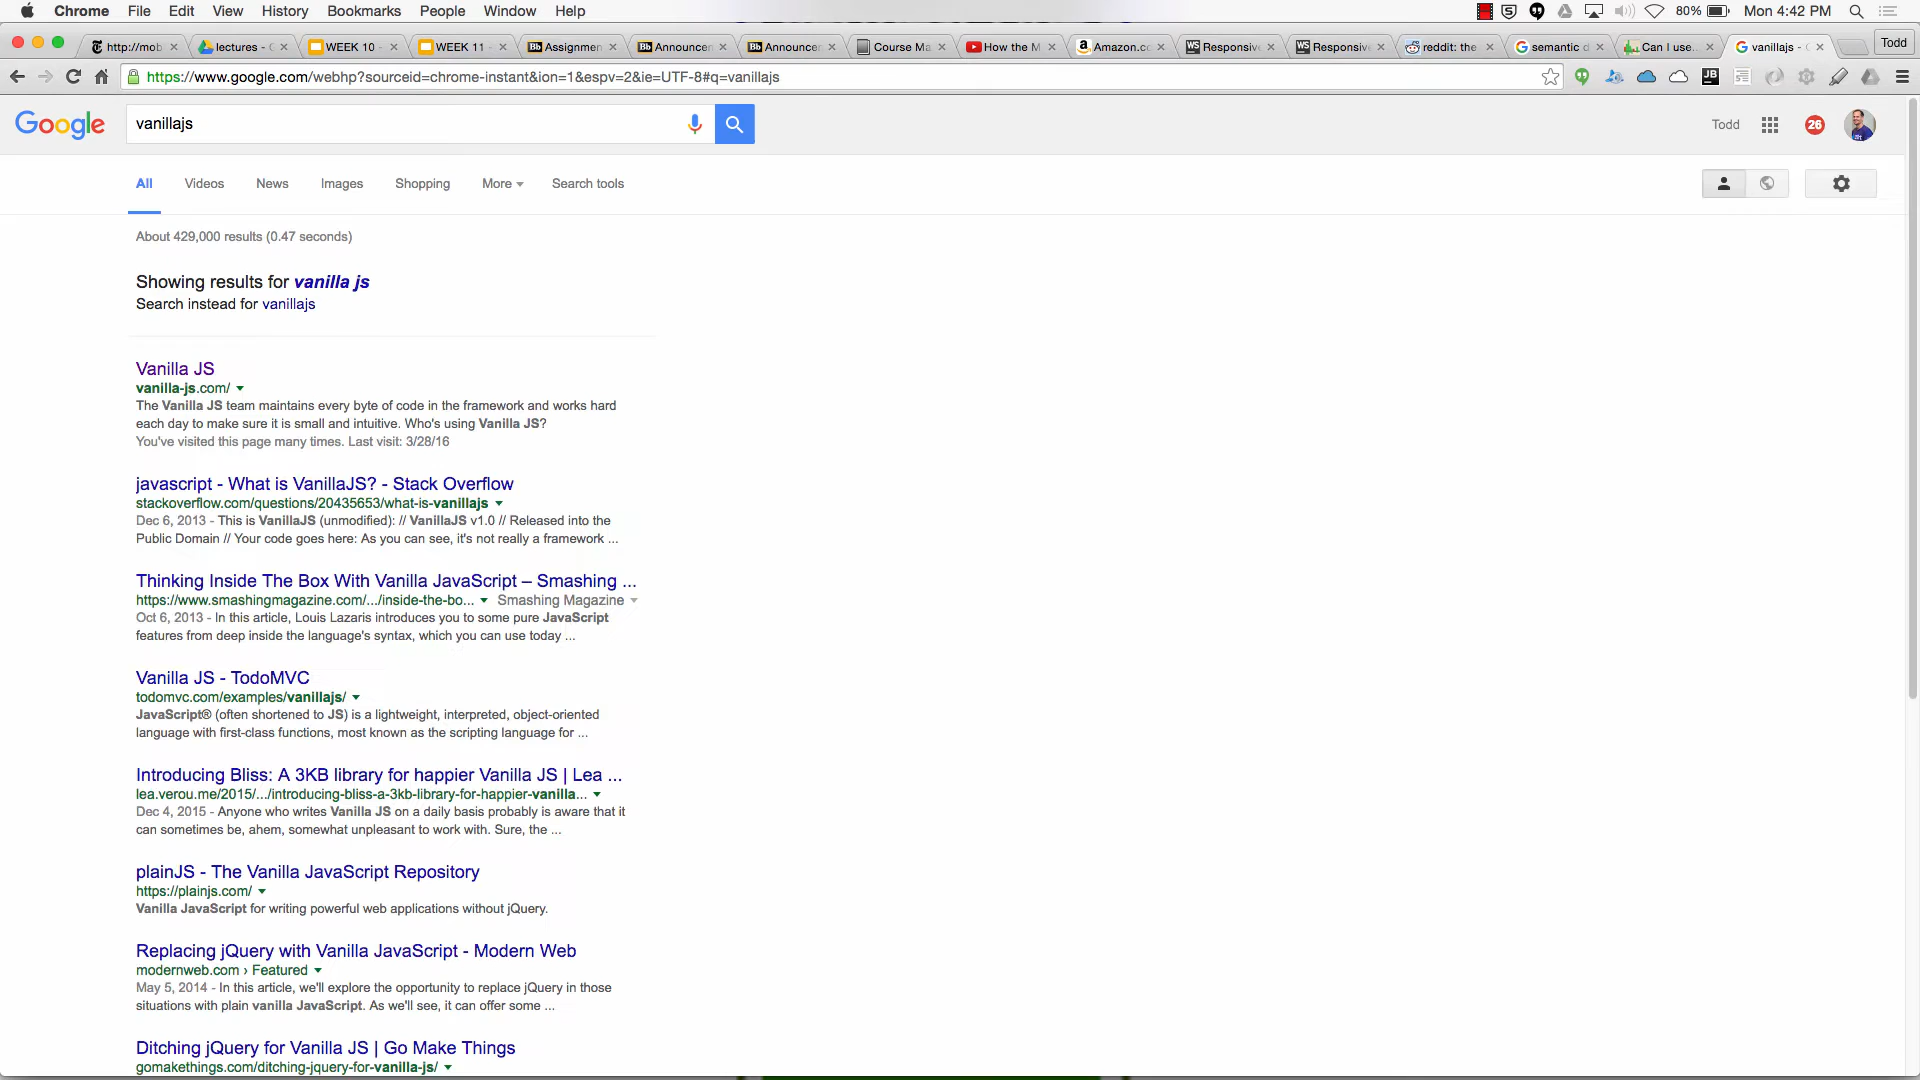 Chrome File Edit View History Bookmarks People Window Help 80% Mon 4:42 PM
http://mob lectures - WEEK 10 - WEEK 11 - Assignmen Announcer Announcer Course Ma How the M Amazon.co Responsive Responsive reddit: the semantic d Can I use... vanillajs - Todd
https://www.google.com/webhp?sourceid=chrome-instant&ion=1&espv=2&ie=UTF-8#q=vanillajs
Google vanillajs Todd 26
All Videos News Images Shopping More Search tools
About 429,000 results (0.47 seconds)
Showing results for vanilla js
Search instead for vanillajs
Vanilla JS
vanilla-js.com/
The Vanilla JS team maintains every byte of code in the framework and works hard
each day to make sure it is small and intuitive. Who's using Vanilla JS?
You've visited this page many times. Last visit: 3/28/16
javascript - What is VanillaJS? - Stack Overflow
stackoverflow.com/questions/20435653/what-is-vanillajs
Dec 6, 2013 - This is VanillaJS (unmodified): // VanillaJS v1.0 // Released into the
Public Domain // Your code goes here: As you can see, it's not really a framework ...
Thinking Inside The Box With Vanilla JavaScript – Smashing ...
https://www.smashingmagazine.com/.../inside-the-bo... Smashing Magazine
Oct 6, 2013 - In this article, Louis Lazaris introduces you to some pure JavaScript
features from deep inside the language's syntax, which you can use today ...
Vanilla JS - TodoMVC
todomvc.com/examples/vanillajs/
JavaScript® (often shortened to JS) is a lightweight, interpreted, object-oriented
language with first-class functions, most known as the scripting language for ...
Introducing Bliss: A 3KB library for happier Vanilla JS | Lea ...
lea.verou.me/2015/.../introducing-bliss-a-3kb-library-for-happier-vanilla...
Dec 4, 2015 - Anyone who writes Vanilla JS on a daily basis probably is aware that it
can sometimes be, ahem, somewhat unpleasant to work with. Sure, the ...
plainJS - The Vanilla JavaScript Repository
https://plainjs.com/
Vanilla JavaScript for writing powerful web applications without jQuery.
Replacing jQuery with Vanilla JavaScript - Modern Web
modernweb.com › Featured
May 5, 2014 - In this article, we'll explore the opportunity to replace jQuery in those
situations with plain vanilla JavaScript. As we'll see, it can offer some ...
Ditching jQuery for Vanilla JS | Go Make Things
gomakethings.com/ditching-jquery-for-vanilla-js/